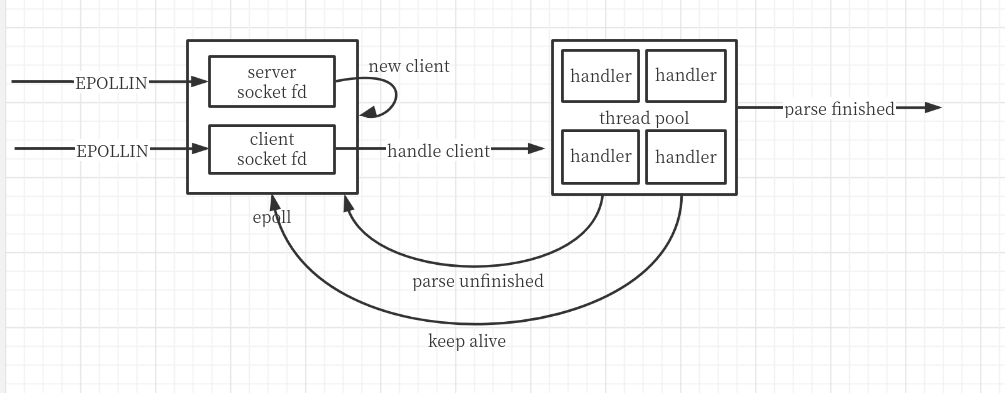 EPOLLIN
server
socket fd
new client
EPOLLIN
client
socket fd
handle client
epoll
handler
handler
thread pool
handler
handler
parse finished
parse unfinished
keep alive